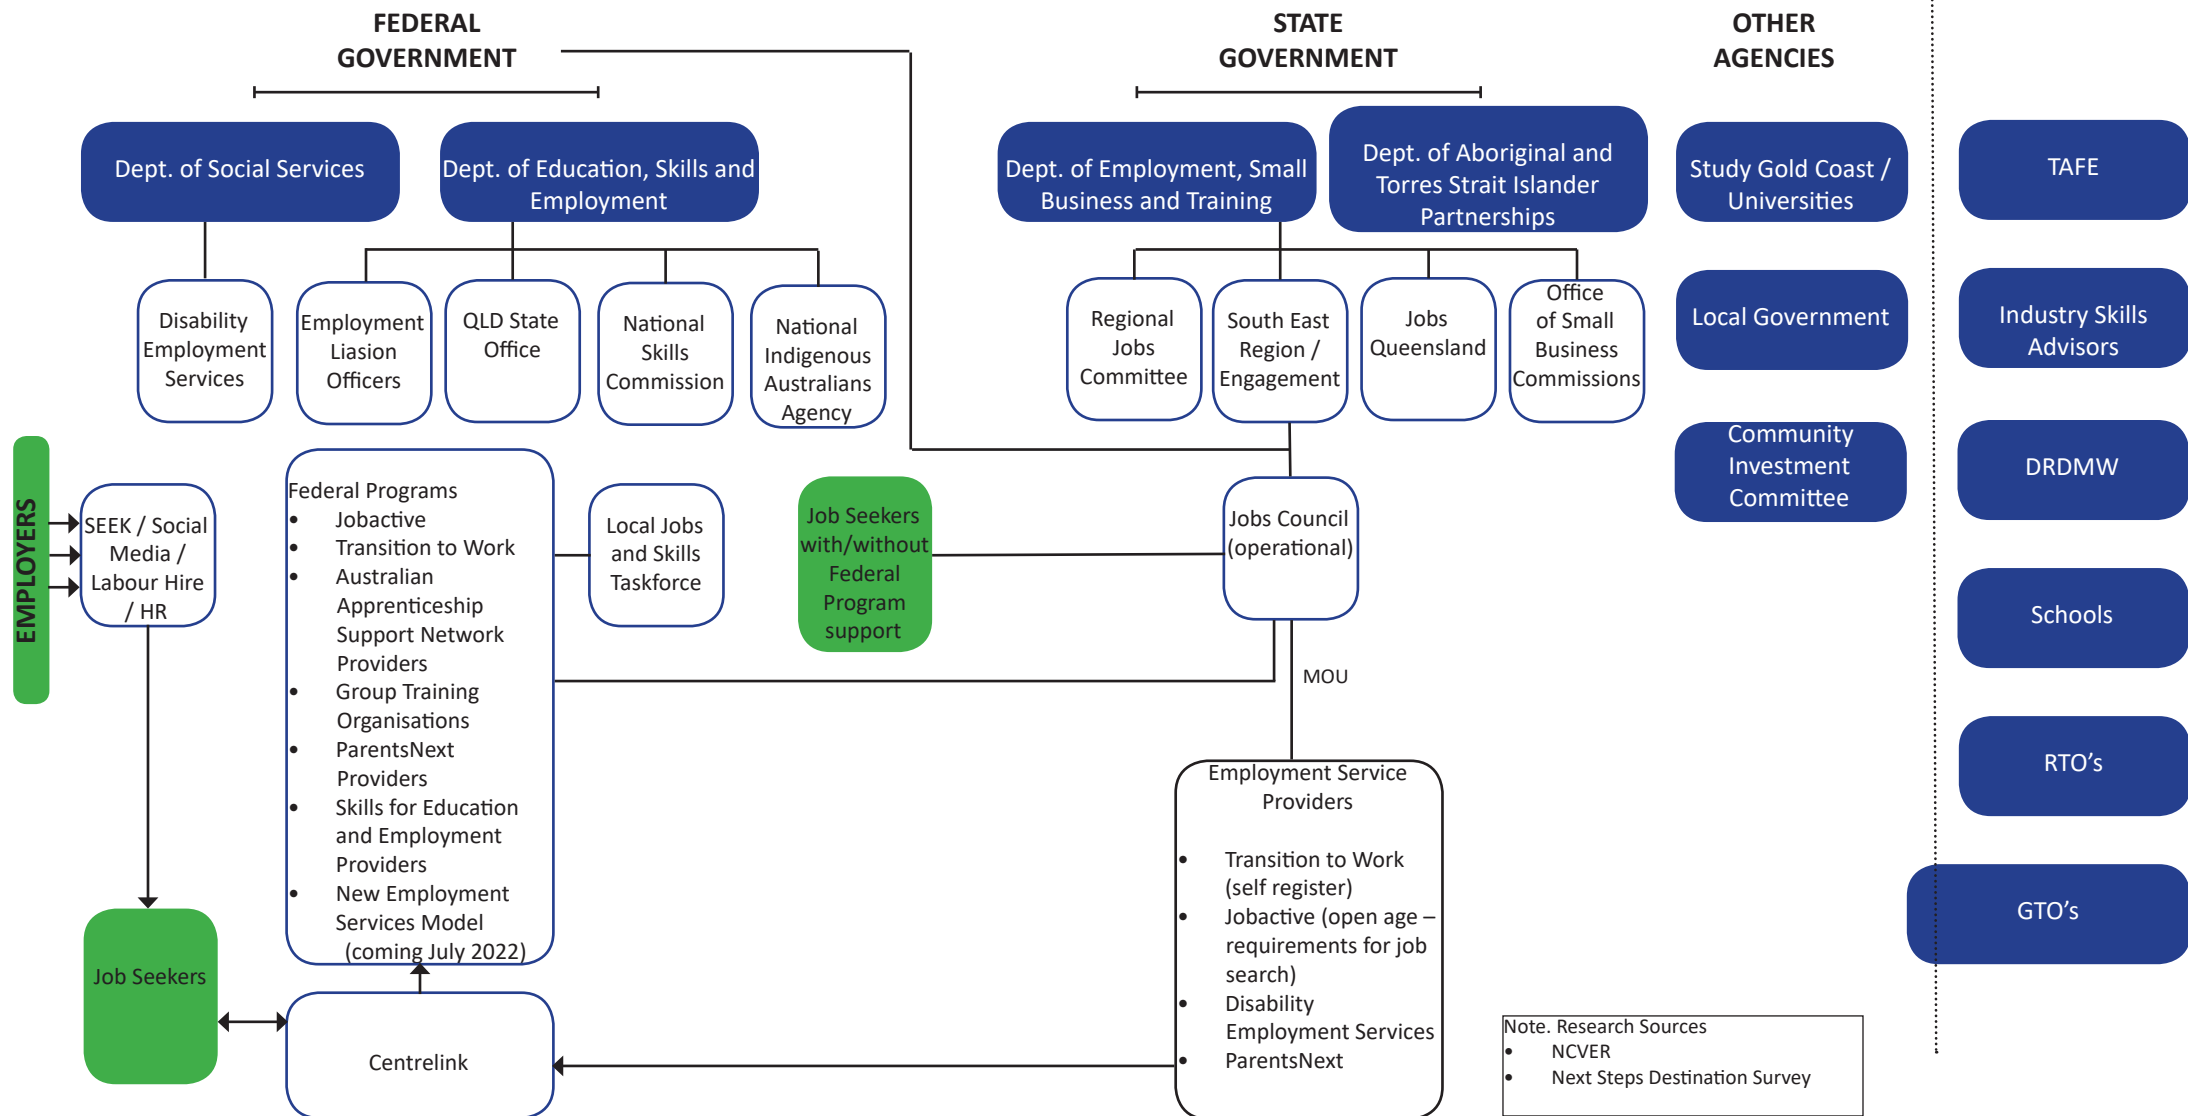 FEDERAL
GOVERNMENT
STATE
GOVERNMENT
OTHER
AGENCIES
Dept. of Social Services
Dept. of Education, Skills and
Employment
Dept. of Employment, Small
Business and Training
Dept. of Aboriginal and
Torres Strait Islander
Partnerships
Study Gold Coast /
Universities
TAFE
Disability
Employment
Services
Employment
Liasion
Officers
QLD State
Office
National
Skills
Commission
National
Indigenous
Australians
Agency
Regional
Jobs
Committee
South East
Region /
Engagement
Jobs
Queensland
Office
of Small
Business
Commissions
Local Government
Industry Skills
Advisors
Community
Investment
Committee
DRDMW
EMPLOYERS
SEEK / Social
Media /
Labour Hire
/ HR
Federal Programs
• Jobactive
• Transition to Work
• Australian
Apprenticeship
Support Network
Providers
• Group Training
Organisations
• ParentsNext
Providers
• Skills for Education
and Employment
Providers
• New Employment
Services Model
(coming July 2022)
Local Jobs
and Skills
Taskforce
Job Seekers
with/without
Federal
Program
support
Jobs Council
(operational)
MOU
Schools
RTO's
GTO's
Employment Service
Providers
• Transition to Work
(self register)
• Jobactive (open age –
requirements for job
search)
• Disability
Employment Services
• ParentsNext
Job Seekers
Centrelink
Note. Research Sources
• NCVER
• Next Steps Destination Survey